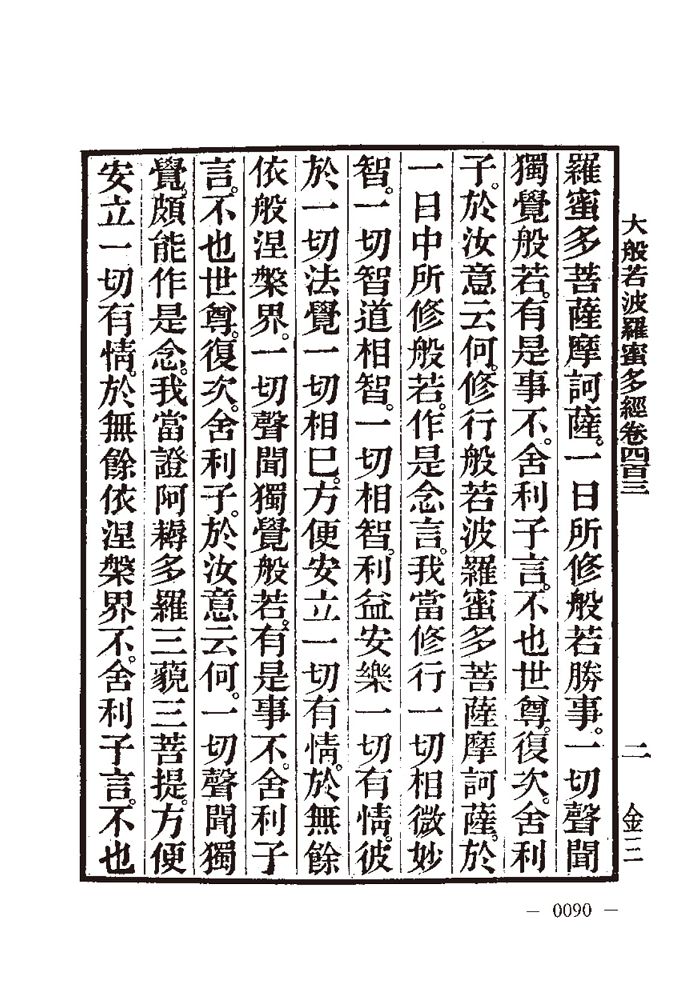 大般若波羅蜜多經卷四百三 二 金三
羅蜜多菩薩摩訶薩。一日所修般若勝事。一切聲聞
獨覺般若。有是事不。舍利子言。不也世尊。復次。舍利
子。於汝意云何。修行般若波羅蜜多菩薩摩訶薩。於
一日中所修般若。作是念言。我當修行一切相微妙
智。一切智道相智。一切相智。利益安樂一切有情。彼
於一切法覺一切相已。方便安立一切有情。於無餘
依般涅槃界。一切聲聞獨覺般若。有是事不。舍利子
言。不也世尊。復次。舍利子。於汝意云何。一切聲聞獨
覺。頗能作是念。我當證阿耨多羅三藐三菩提。方便
安立一切有情。於無餘依涅槃界不。舍利子言。不也
— 0090 —